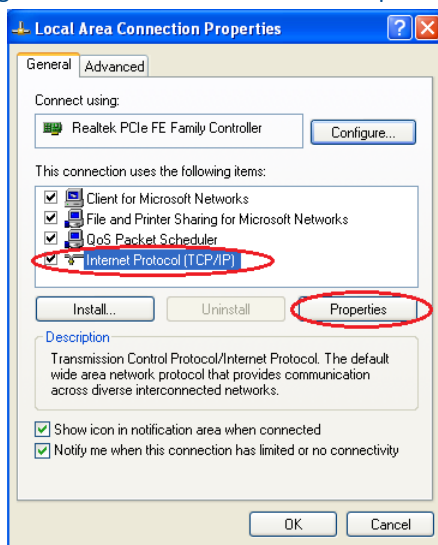 Local Area Connection Properties
General Advanced
Connect using:
Realtek PCIe FE Family Controller
Configure...
This connection uses the following items:
Client for Microsoft Networks
File and Printer Sharing for Microsoft Networks
QoS Packet Scheduler
Internet Protocol (TCP/IP)
Install... Uninstall Properties
Description
Transmission Control Protocol/Internet Protocol. The default
wide area network protocol that provides communication
across diverse interconnected networks.
Show icon in notification area when connected
Notify me when this connection has limited or no connectivity
OK Cancel